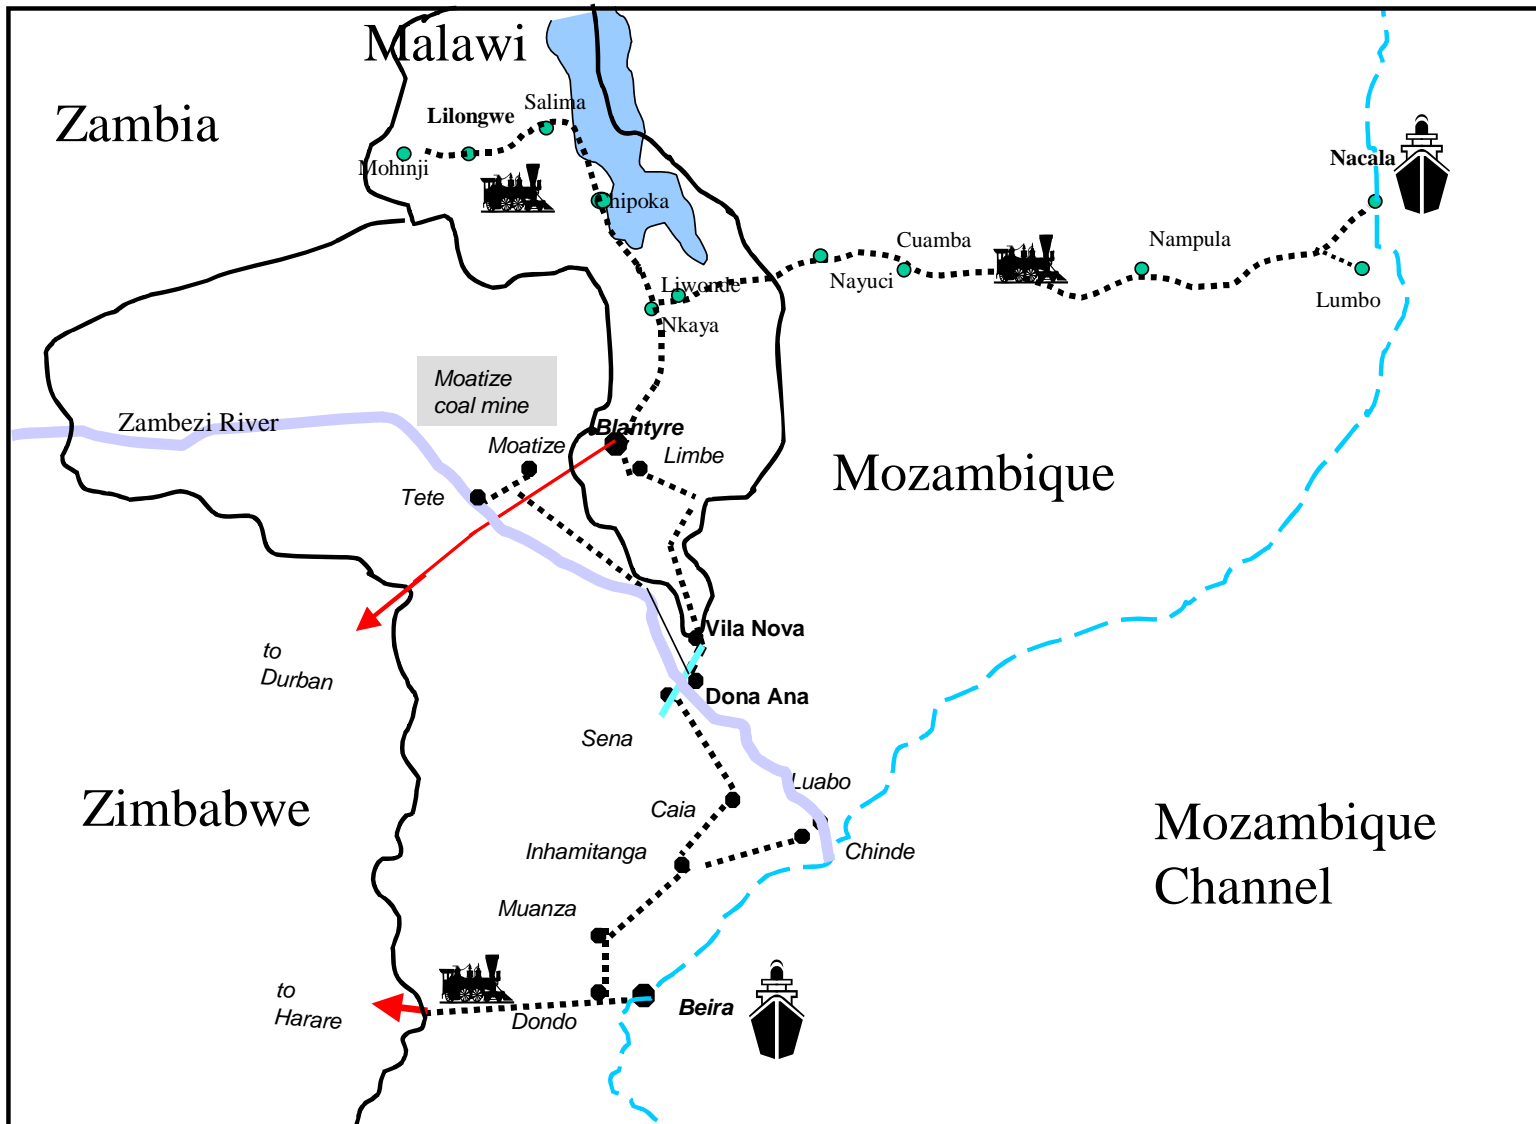 Malawi
Zambia
Salima
Lilongwe
Mohinji
Nacala
hipoka
Cuamba
Nampula
Nayuci
Liwonde
Lumbo
Nkaya
Moatize
coal mine
Zambezi River
Blantyre
Moatize
Limbe
Mozambique
Tete
Vila Nova
to
Durban
Dona Ana
Sena
Luabo
Zimbabwe
Caia
Mozambique
Channel
Inhamitanga
Chinde
Muanza
to
Harare
Beira
Dondo